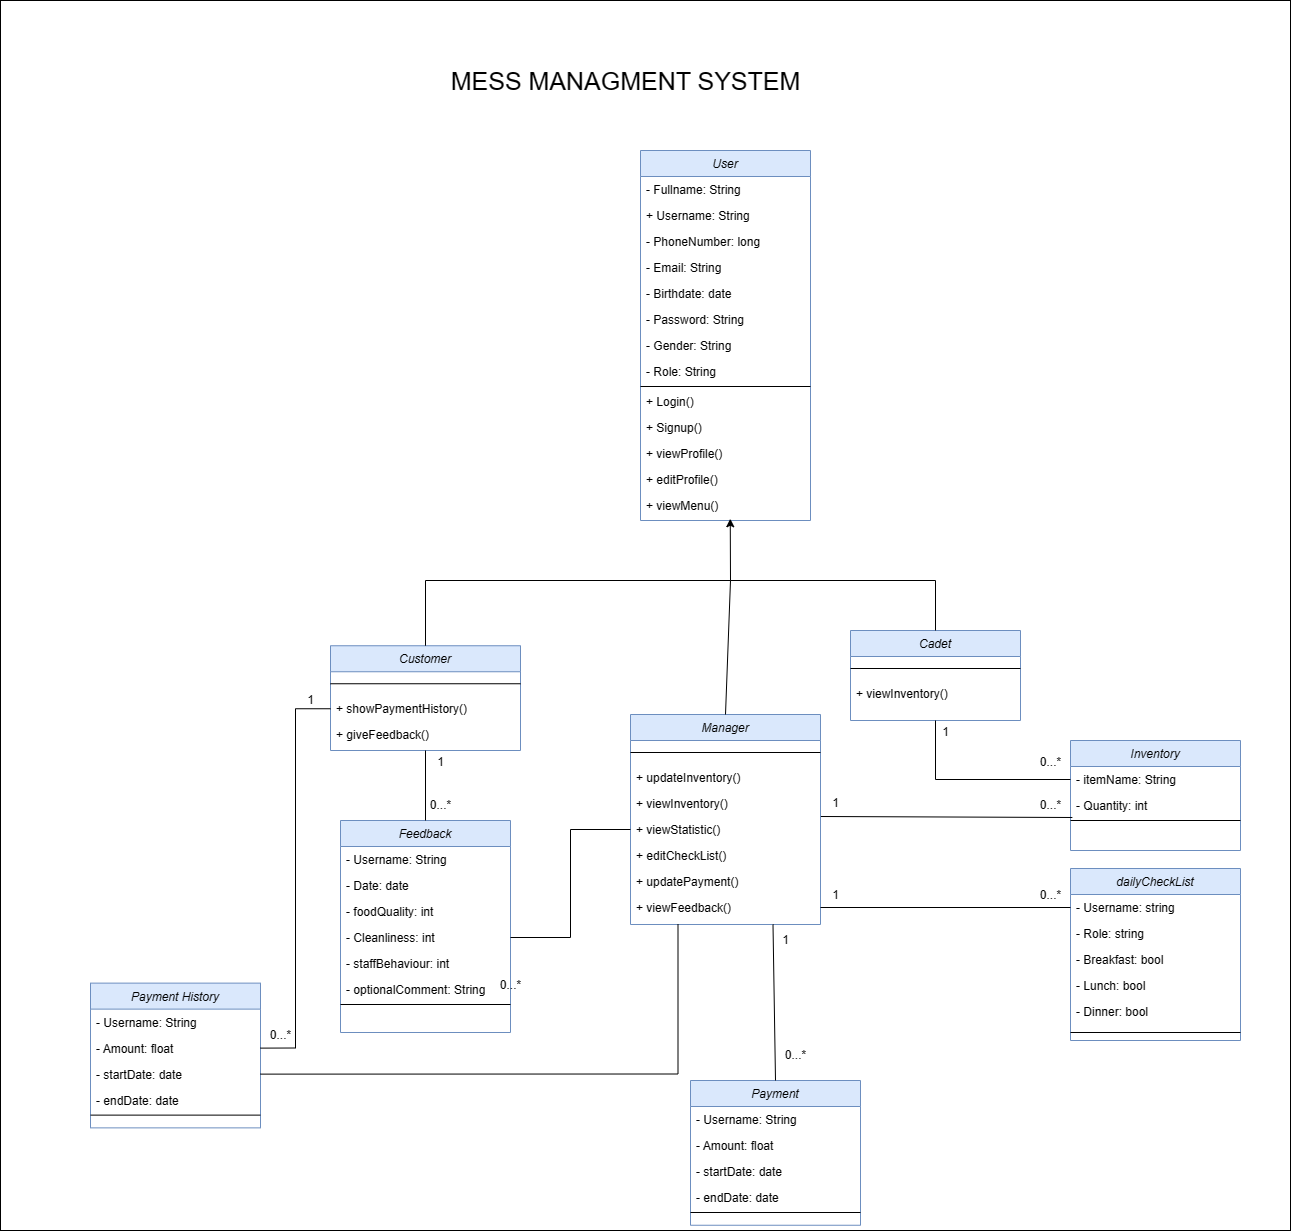 MESS MANAGMENT SYSTEM
User
- Fullname: String
+ Username: String
- PhoneNumber: long
- Email: String
- Birthdate: date
- Password: String
- Gender: String
- Role: String
+ Login()
+ Signup()
+ viewProfile()
+ editProfile()
+ viewMenu()
Customer
+ showPaymentHistory()
+ giveFeedback()
1
1
0...*
Cadet
+ viewInventory()
1
0...*
Manager
+ updateInventory()
+ viewInventory()
+ viewStatistic()
+ editCheckList()
+ updatePayment()
+ viewFeedback()
1
0...*
1
0...*
1
0...*
Inventory
- itemName: String
- Quantity: int
dailyCheckList
- Username: string
- Role: string
- Breakfast: bool
- Lunch: bool
- Dinner: bool
Feedback
- Username: String
- Date: date
- foodQuality: int
- Cleanliness: int
- staffBehaviour: int
- optionalComment: String
0...*
Payment History
- Username: String
- Amount: float
- startDate: date
- endDate: date
0...*
Payment
- Username: String
- Amount: float
- startDate: date
- endDate: date